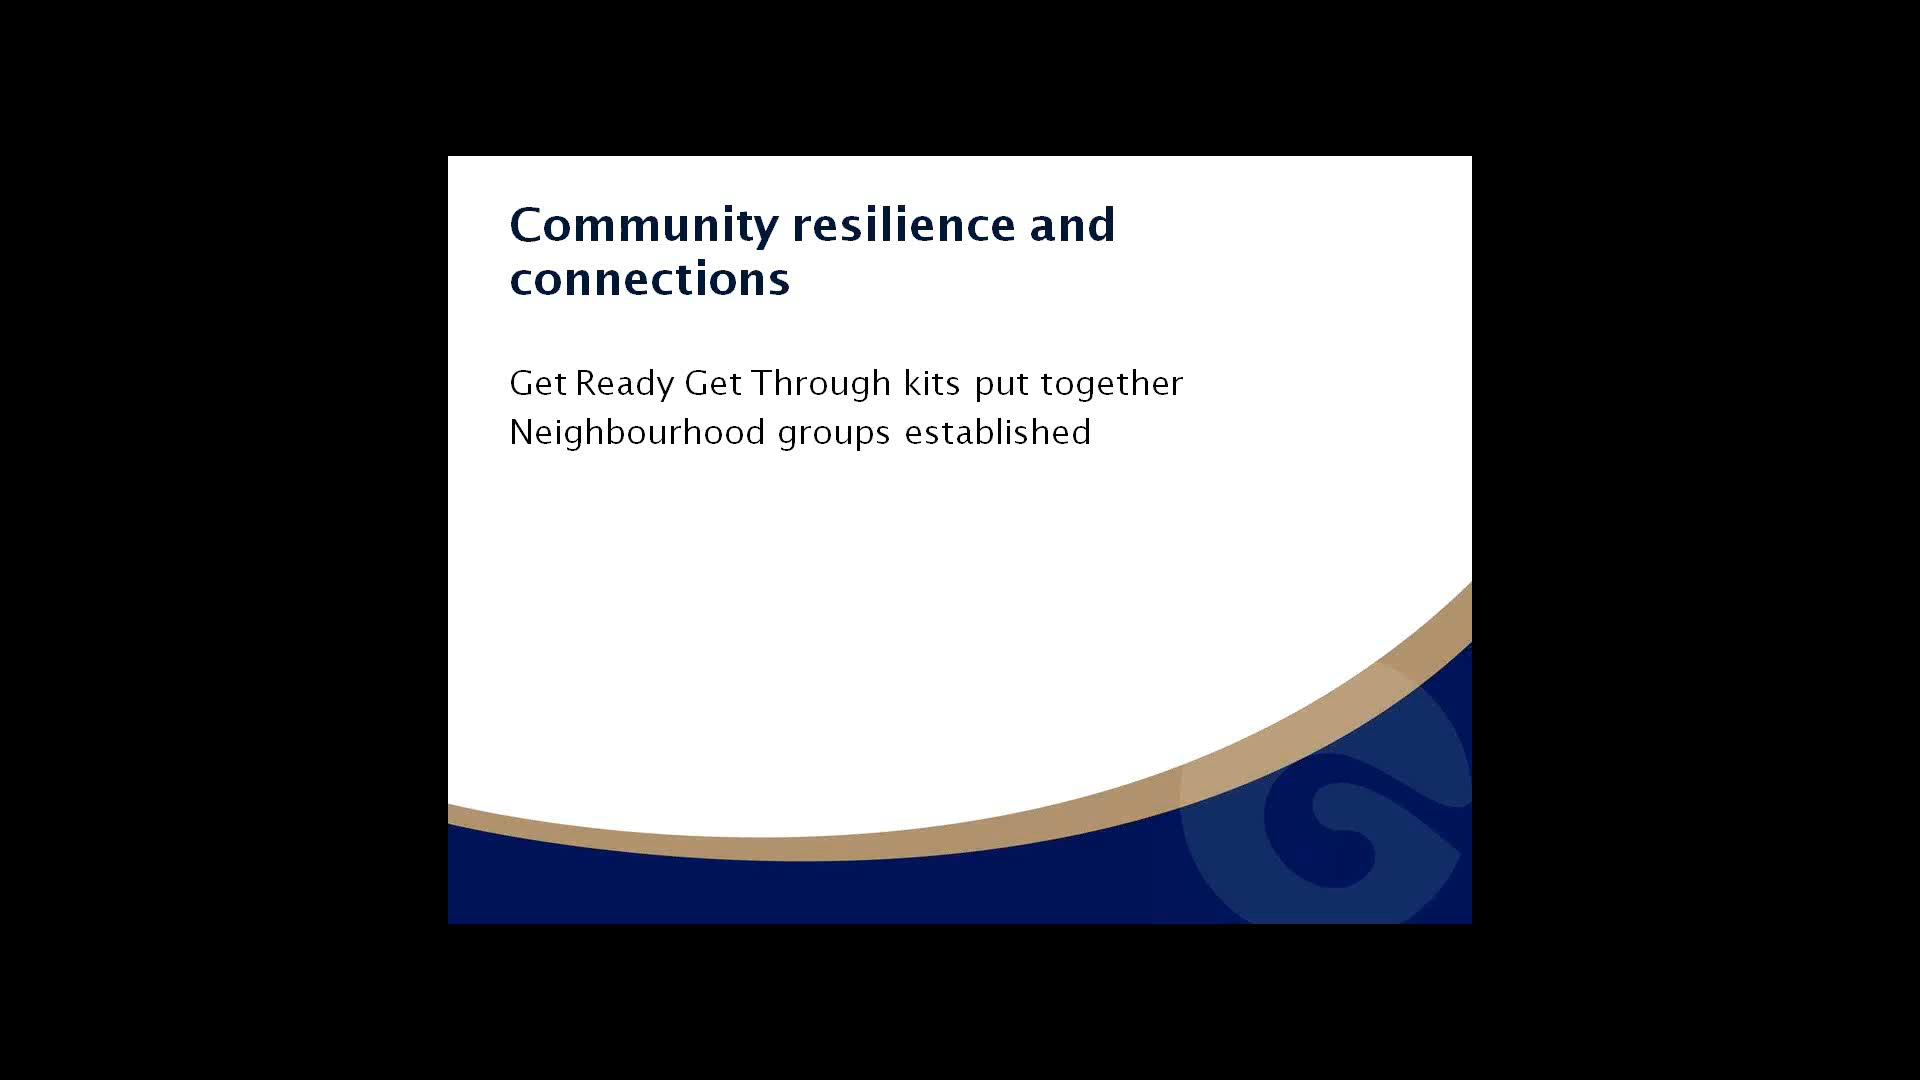 Community resilience and
connections
Get Ready Get Through kits put together
Neighbourhood groups established